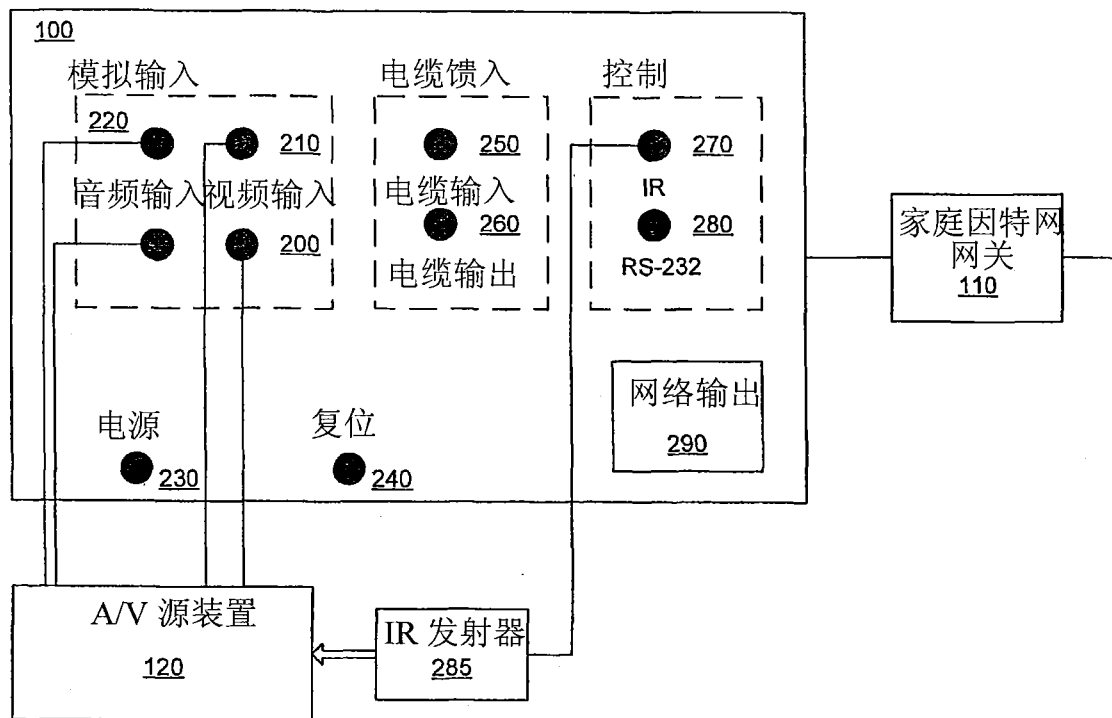 100
模拟输入
电缆馈入
控制
220
210
250
270
音频输入
视频输入
电缆输入
IR
200
260
280
电缆输出
RS-232
家庭因特网
网关
110
网络输出
290
电源
复位
230
240
A/V 源装置
120
IR 发射器
285